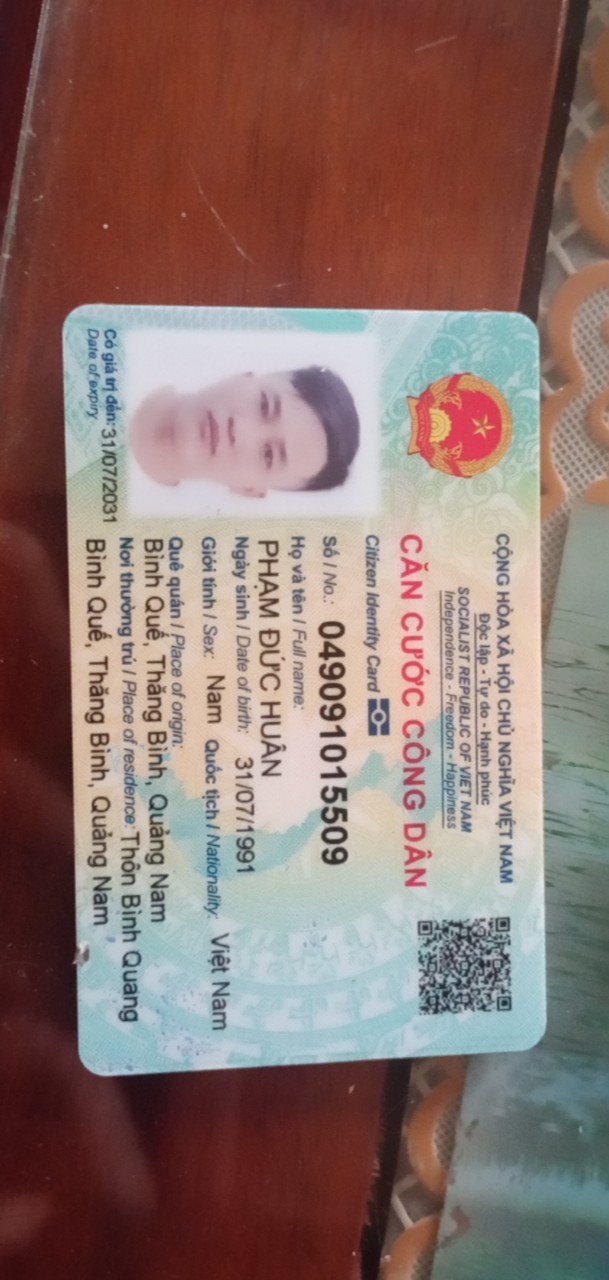 CỘNG HÒA XÃ HỘI CHỦ NGHĨA VIỆT NAM
Độc lập - Tự do - Hạnh phúc
SOCIALIST REPUBLIC OF VIET NAM
Independence - Freedom - Happiness
CĂN CƯỚC CÔNG DÂN
Citizen Identity Card
Số / No.: 049091015509
Họ và tên / Full name:
PHẠM ĐỨC HUÂN
Ngày sinh / Date of birth: 31/07/1991
Giới tính / Sex: Nam Quốc tịch / Nationality: Việt Nam
Quê quán / Place of origin:
Bình Quế, Thăng Bình, Quảng Nam
Nơi thường trú / Place of residence: Thôn Bình Quang
Bình Quế, Thăng Bình, Quảng Nam
Có giá trị đến: 31/07/2031
Date of expiry